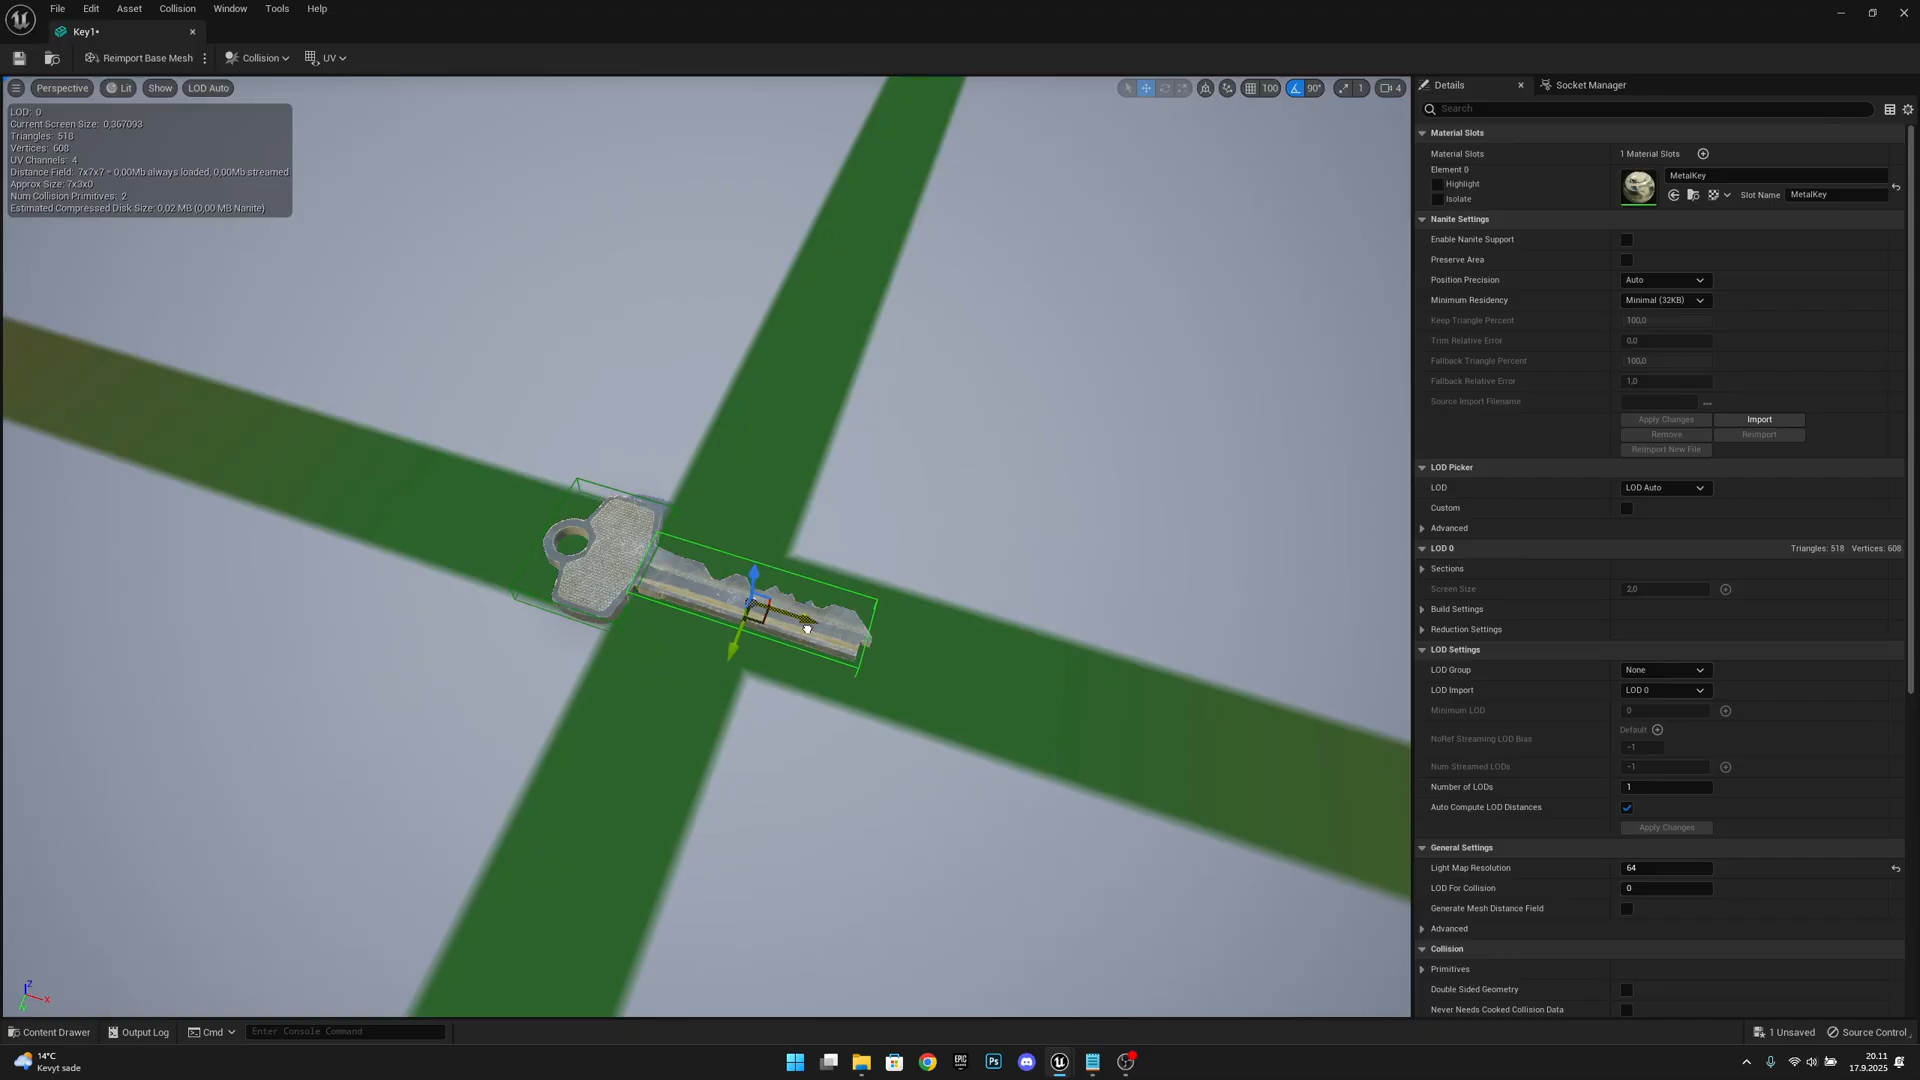 File Edit Asset Collision Window Tools Help
Key1*
Reimport Base Mesh Collision UV
Perspective Lit Show LOD Auto 100 90° 1 4
LOD: 0
Current Screen Size: 0,367093
Triangles: 518
Vertices: 608
UV Channels: 4
Distance Field: 7x7x7 = 0,00Mb always loaded, 0,00Mb streamed
Approx Size: 7x3x0
Num Collision Primitives: 2
Estimated Compressed Disk Size: 0,02 MB (0,00 MB Nanite)
Z
X
Y
Details Socket Manager
Search
Material Slots
Material Slots 1 Material Slots
Element 0
Highlight
Isolate
MetalKey
Slot Name MetalKey
Nanite Settings
Enable Nanite Support
Preserve Area
Position Precision Auto
Minimum Residency Minimal (32KB)
Keep Triangle Percent 100,0
Trim Relative Error 0,0
Fallback Triangle Percent 100,0
Fallback Relative Error 1,0
Source Import Filename ...
Apply Changes Import
Remove Reimport
Reimport New File
LOD Picker
LOD LOD Auto
Custom
Advanced
LOD 0 Triangles: 518 Vertices: 608
Sections
Screen Size 2,0
Build Settings
Reduction Settings
LOD Settings
LOD Group None
LOD Import LOD 0
Minimum LOD 0
Default
NoRef Streaming LOD Bias
-1
Num Streamed LODs -1
Number of LODs 1
Auto Compute LOD Distances
Apply Changes
General Settings
Light Map Resolution 64
LOD For Collision 0
Generate Mesh Distance Field
Advanced
Collision
Primitives
Double Sided Geometry
Never Needs Cooked Collision Data
Content Drawer Output Log Cmd Enter Console Command 1 Unsaved Source Control
14°C
Kevyt sade
EPIC
GAMES
Ps
20.11
17.9.2025